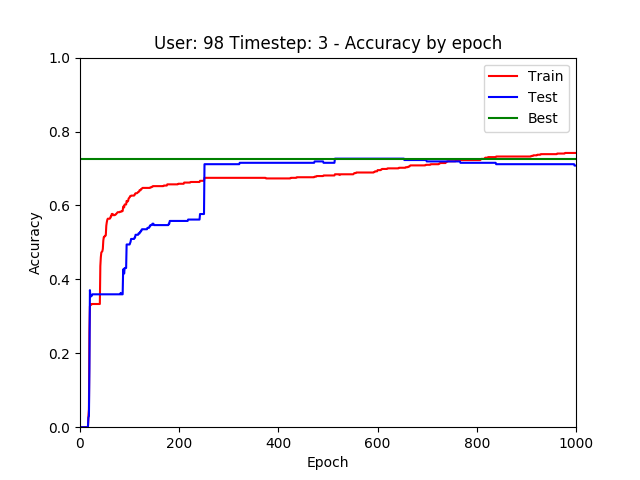 User: 98 Timestep: 3 - Accuracy by epoch
1.0
0.8
0.6
0.4
0.2
0.0
Accuracy
Train
Test
Best
0 200 400 600 800 1000
Epoch